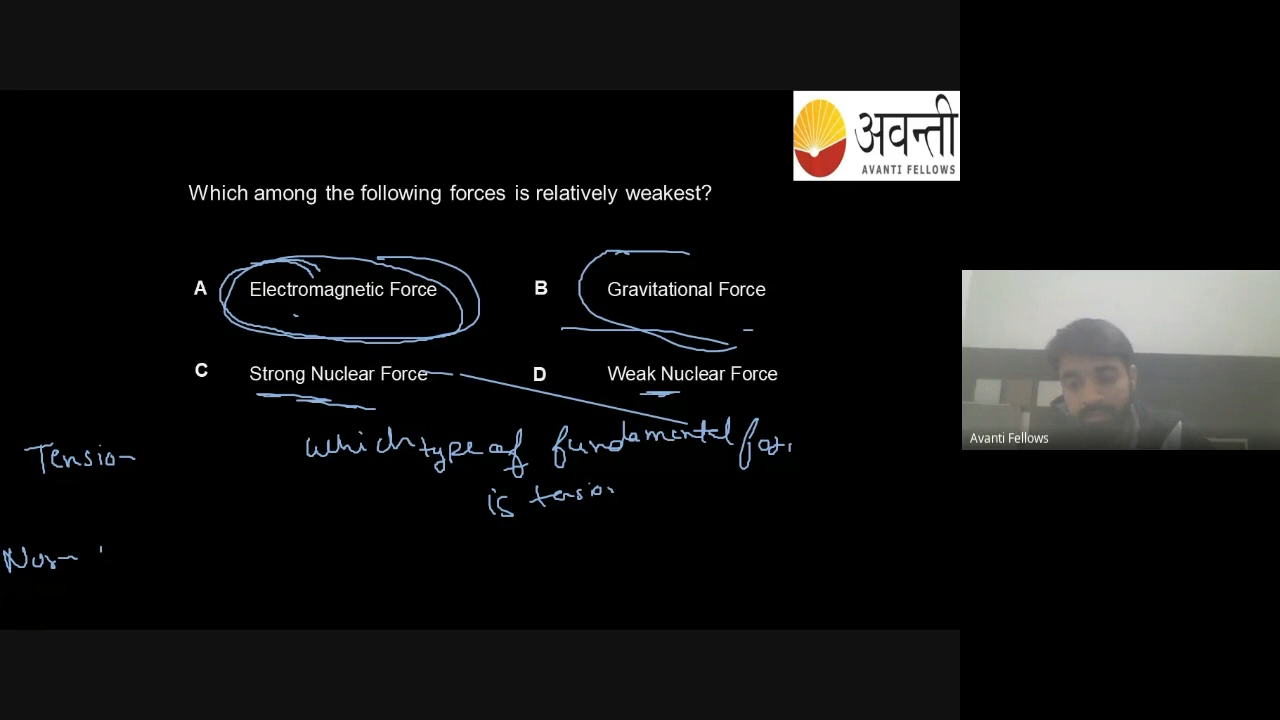 अवन्ती
AVANTI FELLOWS
Which among the following forces is relatively weakest?
A Electromagnetic Force B Gravitational Force
C Strong Nuclear Force D Weak Nuclear Force
Tension
which type of fundamental
is tension
Avanti Fellows